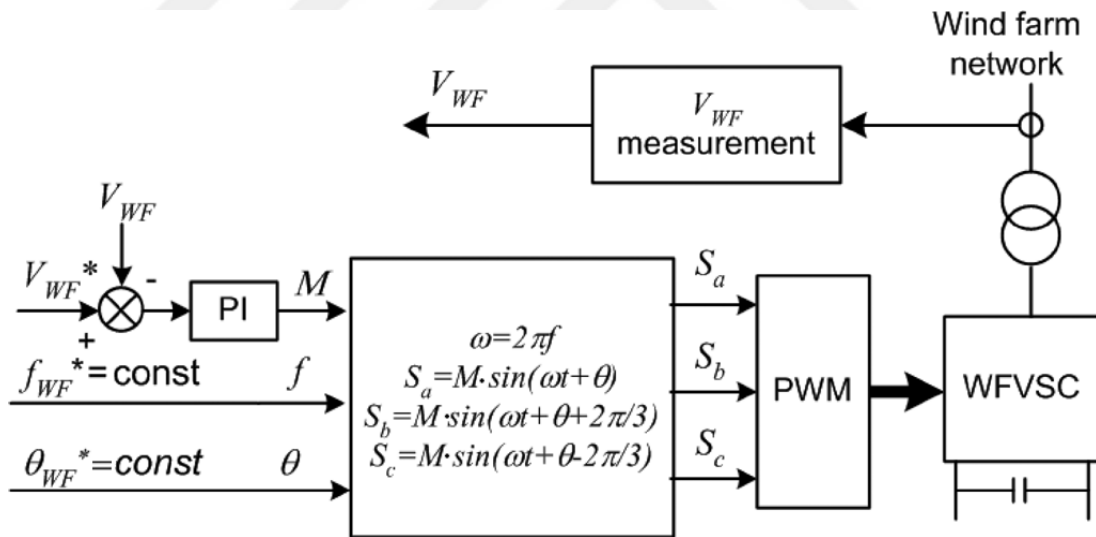 Wind farm
network
V_WF
V_WF
measurement
V_WF
V_WF*
-
+
PI
M
f_WF*=const
f
θ_WF*=const
θ
ω=2πf
S_a=M·sin(ωt+θ)
S_b=M·sin(ωt+θ+2π/3)
S_c=M·sin(ωt+θ-2π/3)
S_a
S_b
S_c
PWM
WFVSC